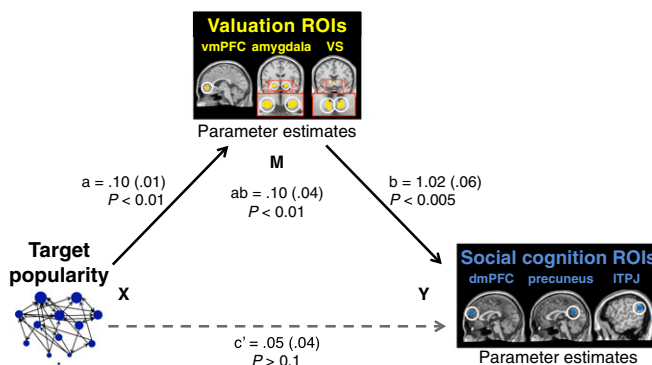 Valuation ROIs
vmPFC amygdala VS
Parameter estimates
M
a = .10 (.01)
P < 0.01
ab = .10 (.04)
P < 0.01
b = 1.02 (.06)
P < 0.005
Target
popularity
X
Y
Social cognition ROIs
dmPFC precuneus lTPJ
Parameter estimates
c' = .05 (.04)
P > 0.1